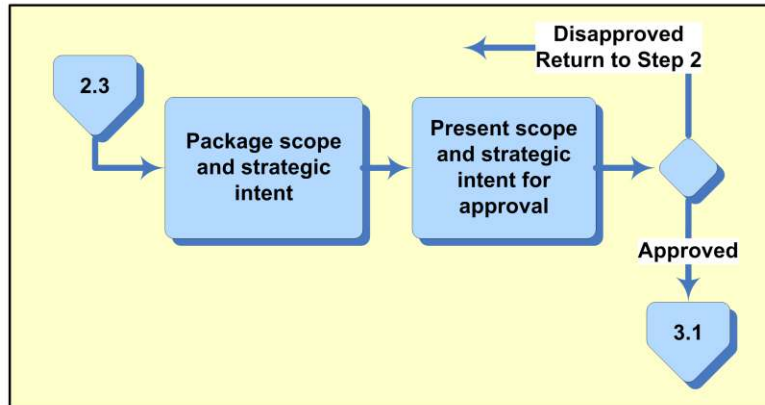 Disapproved
Return to Step 2
2.3
Package scope
and strategic
intent
Present scope
and strategic
intent for
approval
Approved
3.1